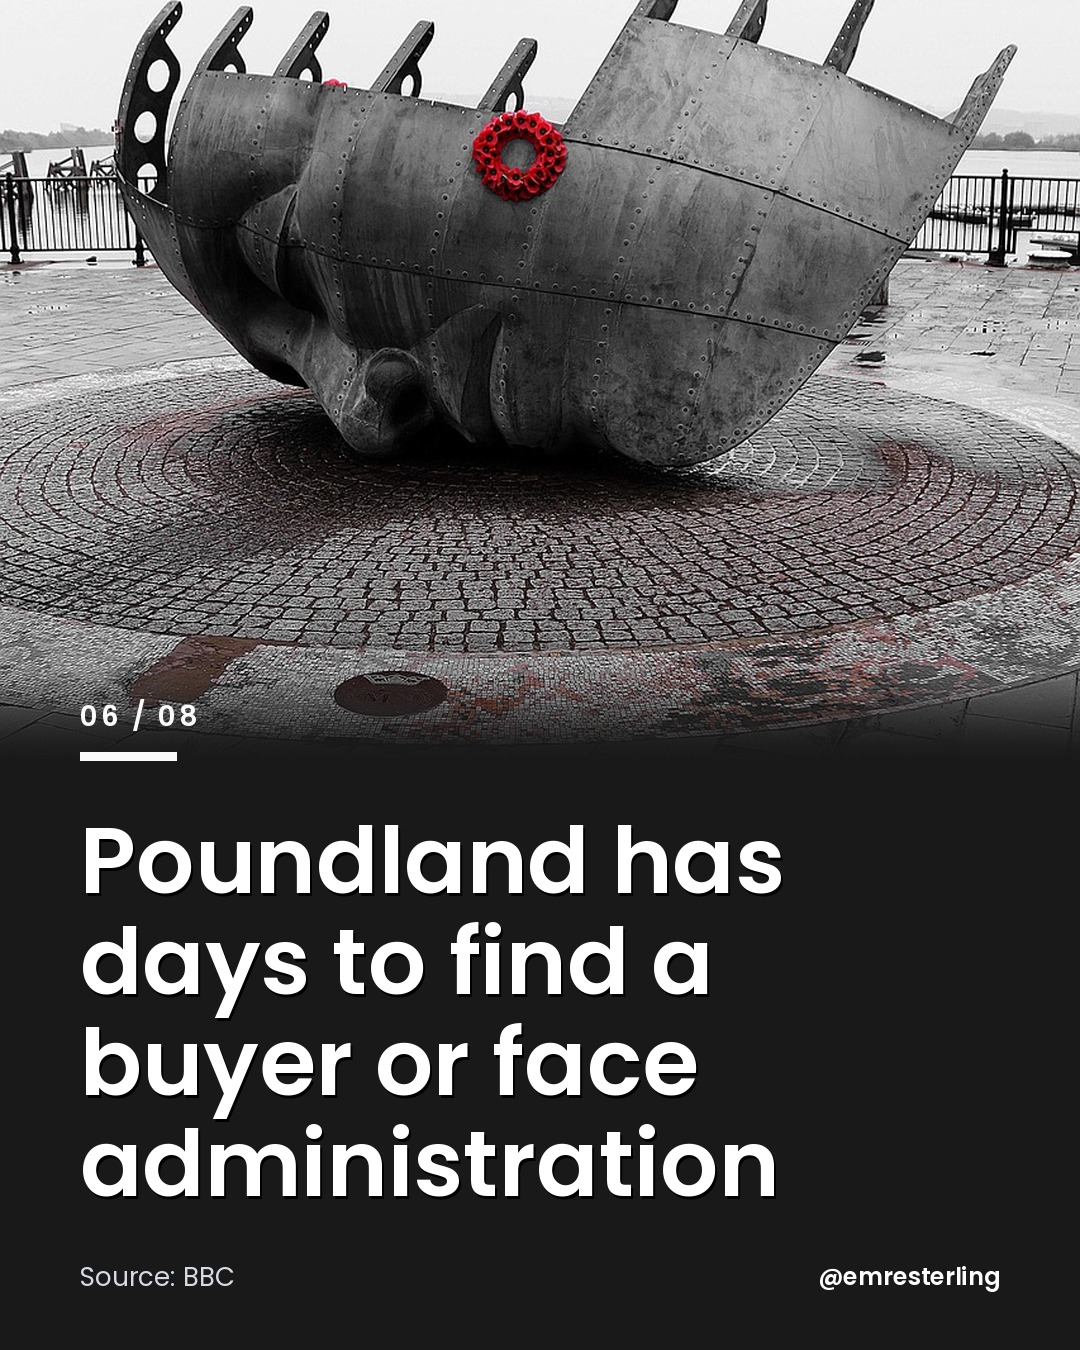 06 / 08
Poundland has
days to find a
buyer or face
administration
Source: BBC
@emresterling